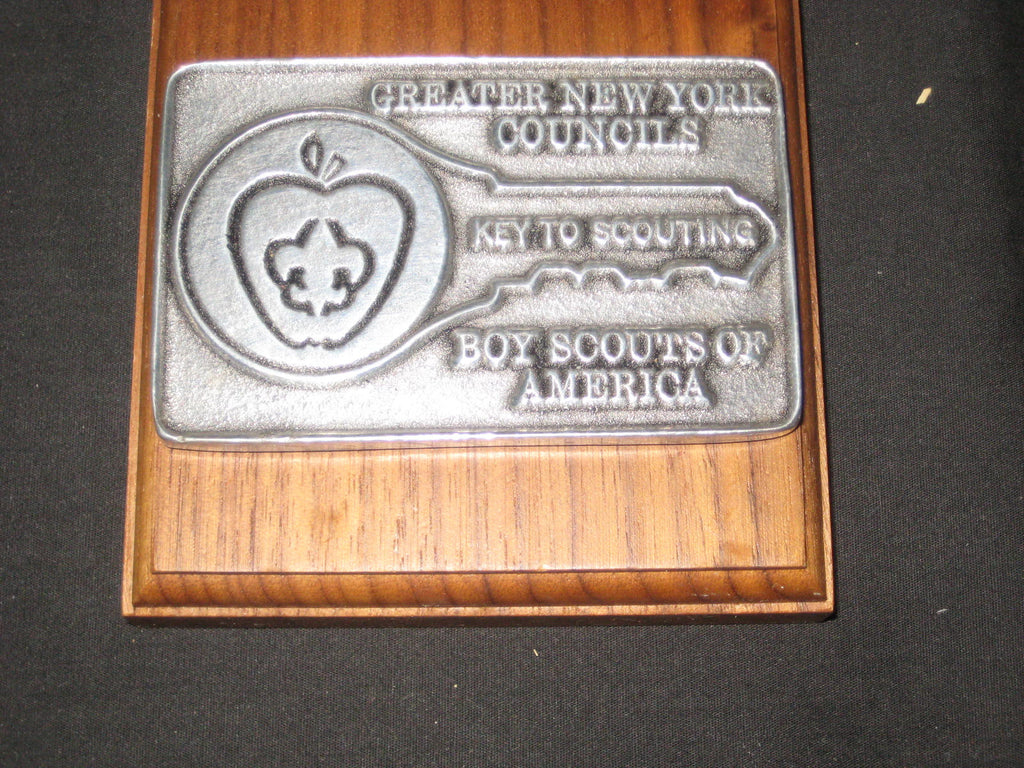 GREATER NEW YORK
COUNCILS
KEY TO SCOUTING
BOY SCOUTS OF
AMERICA